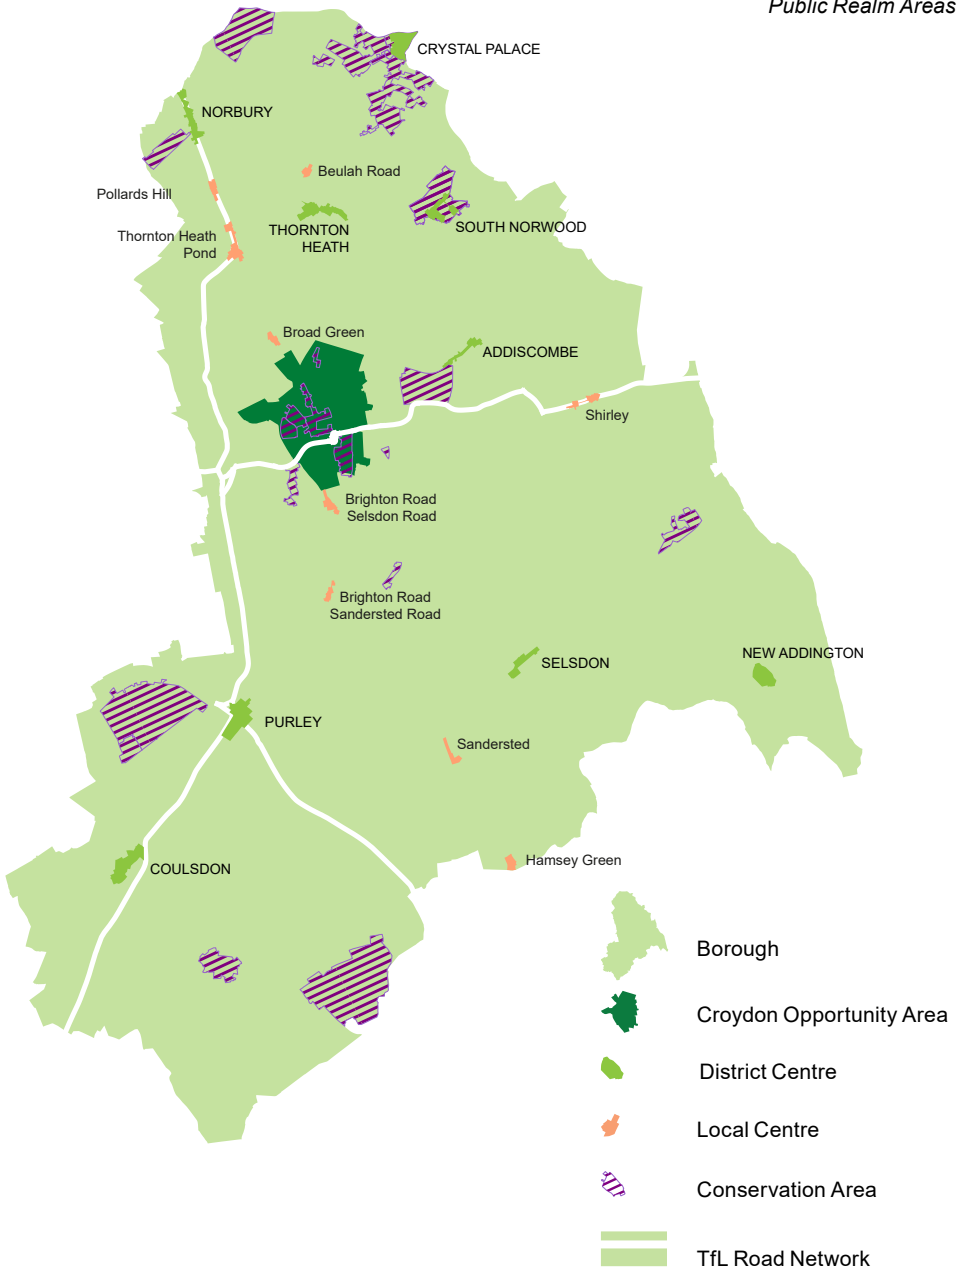 Public Realm Areas
CRYSTAL PALACE
NORBURY
Beulah Road
Pollards Hill
THORNTON
HEATH
SOUTH NORWOOD
Thornton Heath
Pond
Broad Green
ADDISCOMBE
Shirley
Brighton Road
Selsdon Road
Brighton Road
Sandersted Road
SELSDON
NEW ADDINGTON
PURLEY
Sandersted
COULSDON
Hamsey Green
Borough
Croydon Opportunity Area
District Centre
Local Centre
Conservation Area
TfL Road Network